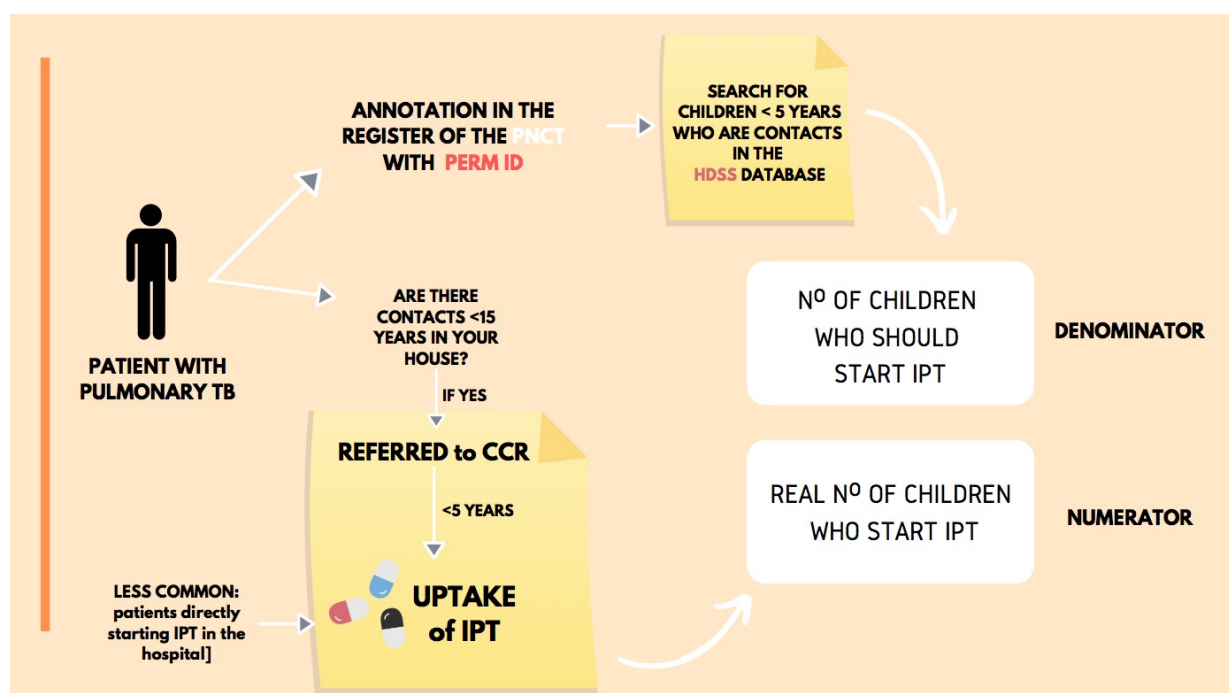 ANNOTATION IN THE
REGISTER OF THE PNCT
WITH PERM ID
SEARCH FOR
CHILDREN < 5 YEARS
WHO ARE CONTACTS
IN THE
HDSS DATABASE
PATIENT WITH
PULMONARY TB
ARE THERE
CONTACTS <15
YEARS IN YOUR
HOUSE?
IF YES
REFERRED to CCR
<5 YEARS
UPTAKE
of IPT
LESS COMMON:
patients directly
starting IPT in the
hospital]
Nº OF CHILDREN
WHO SHOULD
START IPT
DENOMINATOR
REAL Nº OF CHILDREN
WHO START IPT
NUMERATOR